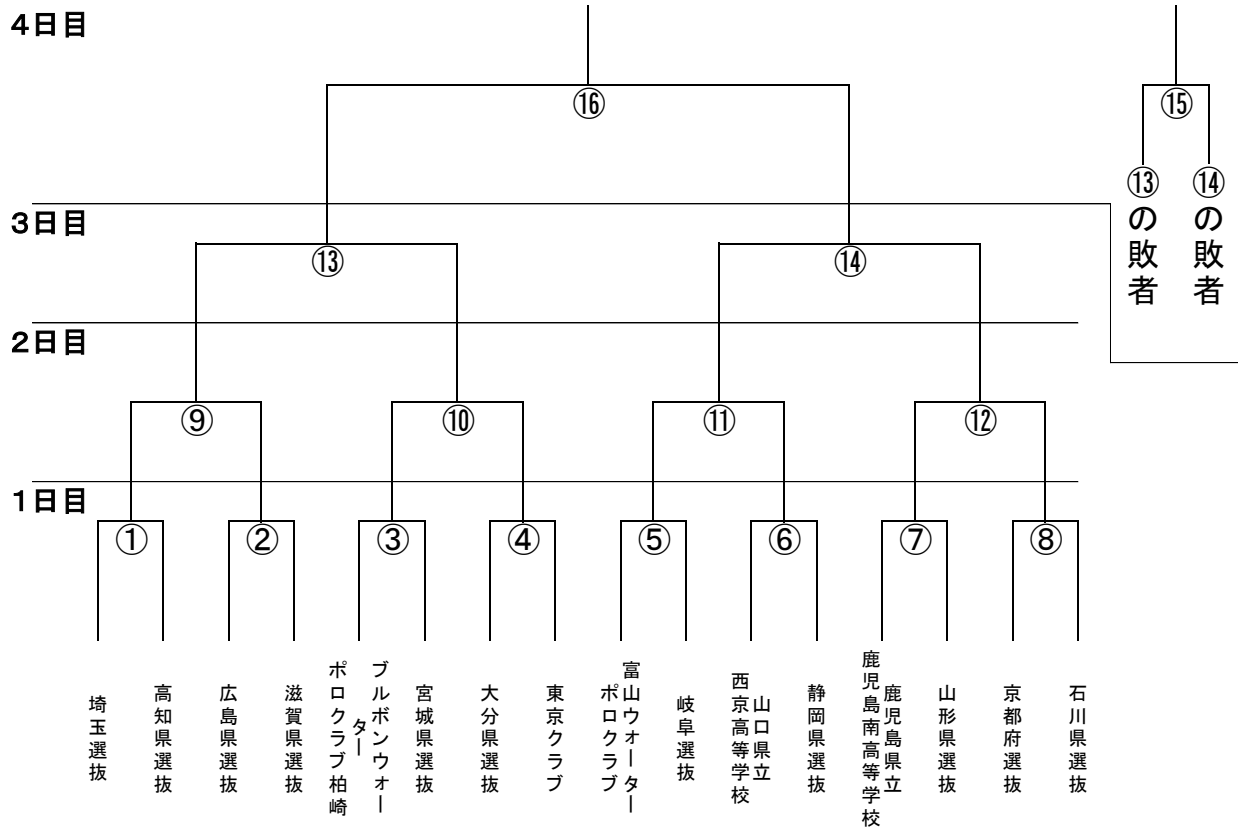 4日目
⑯
⑮
⑬の敗者
⑭の敗者
3日目
⑬
⑭
2日目
⑨
⑩
⑪
⑫
1日目
①
②
③
④
⑤
⑥
⑦
⑧
埼玉選抜
高知県選抜
広島県選抜
滋賀県選抜
ブルボンウォー
ター
ポロクラブ柏崎
宮城県選抜
大分県選抜
東京クラブ
富山ウォーター
ポロクラブ
岐阜選抜
山口県立
西京高等学校
静岡県選抜
鹿児島県立
鹿児島南高等学校
山形県選抜
京都府選抜
石川県選抜